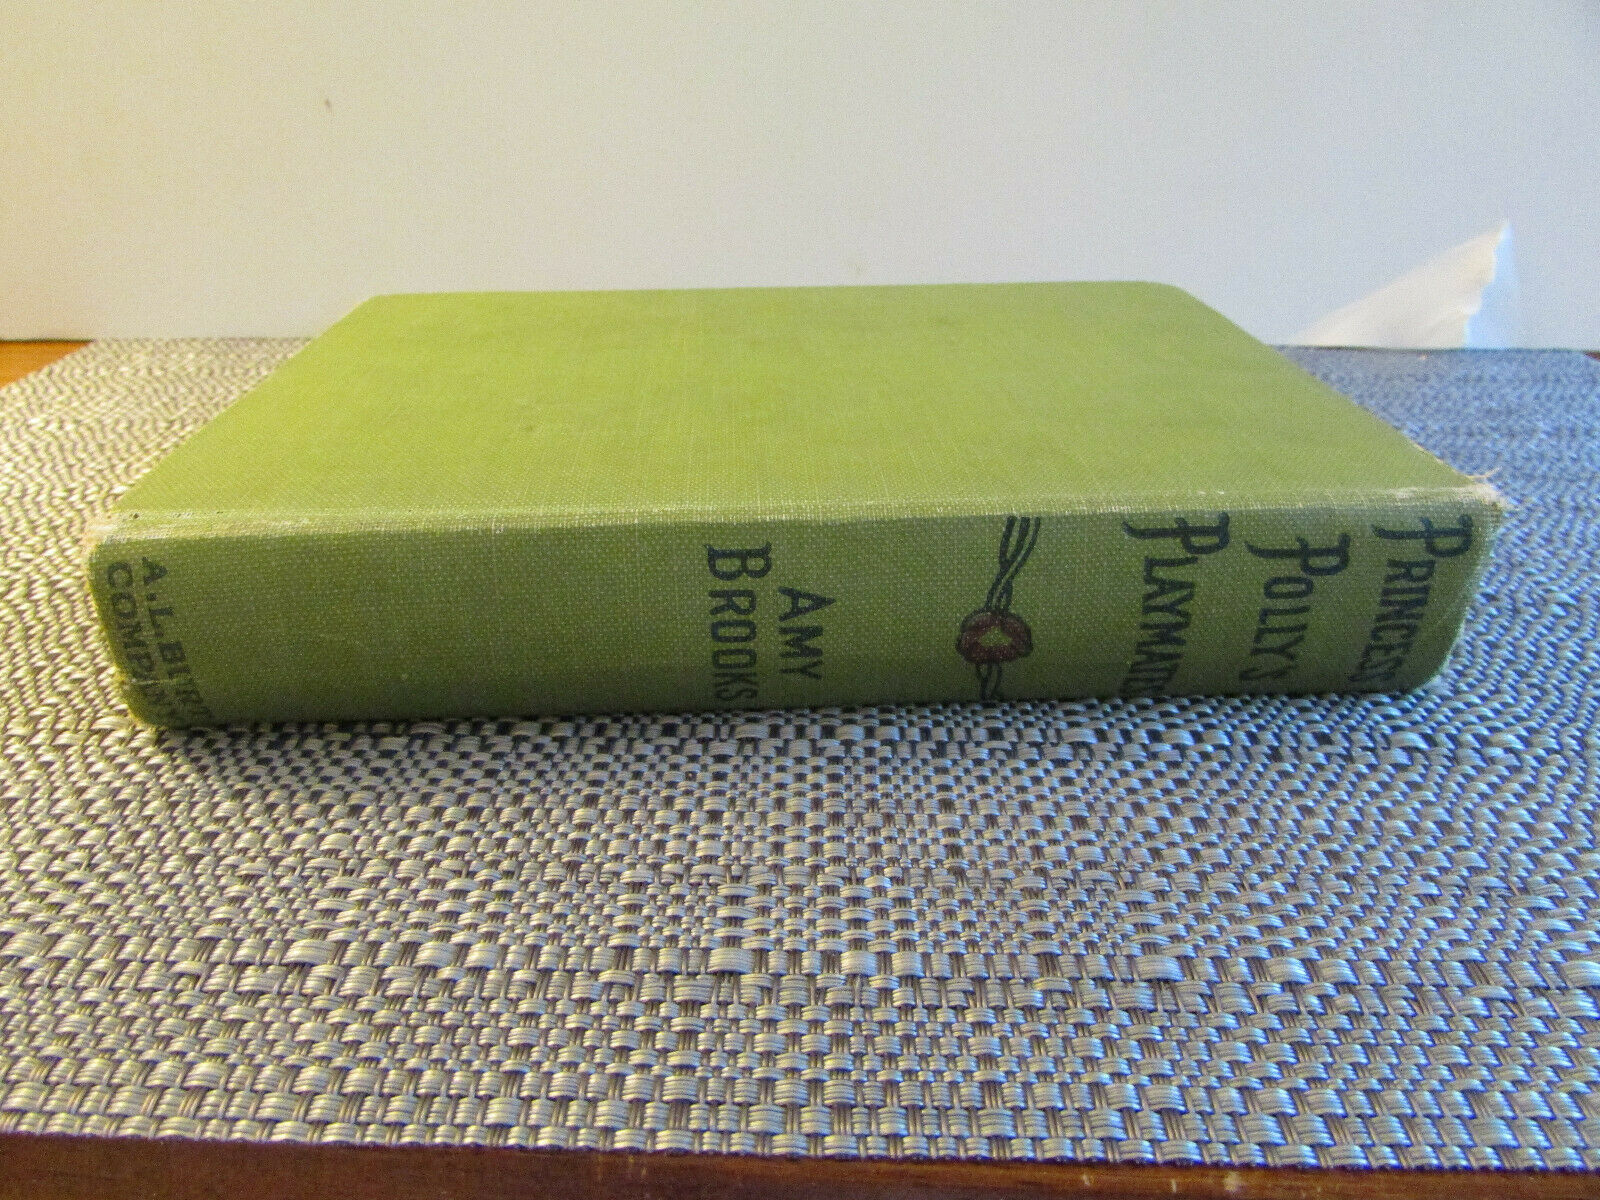 PRINCESS
POLLY'S
PLAYMATES
AMY
BROOKS
A.L.BURT
COMPANY